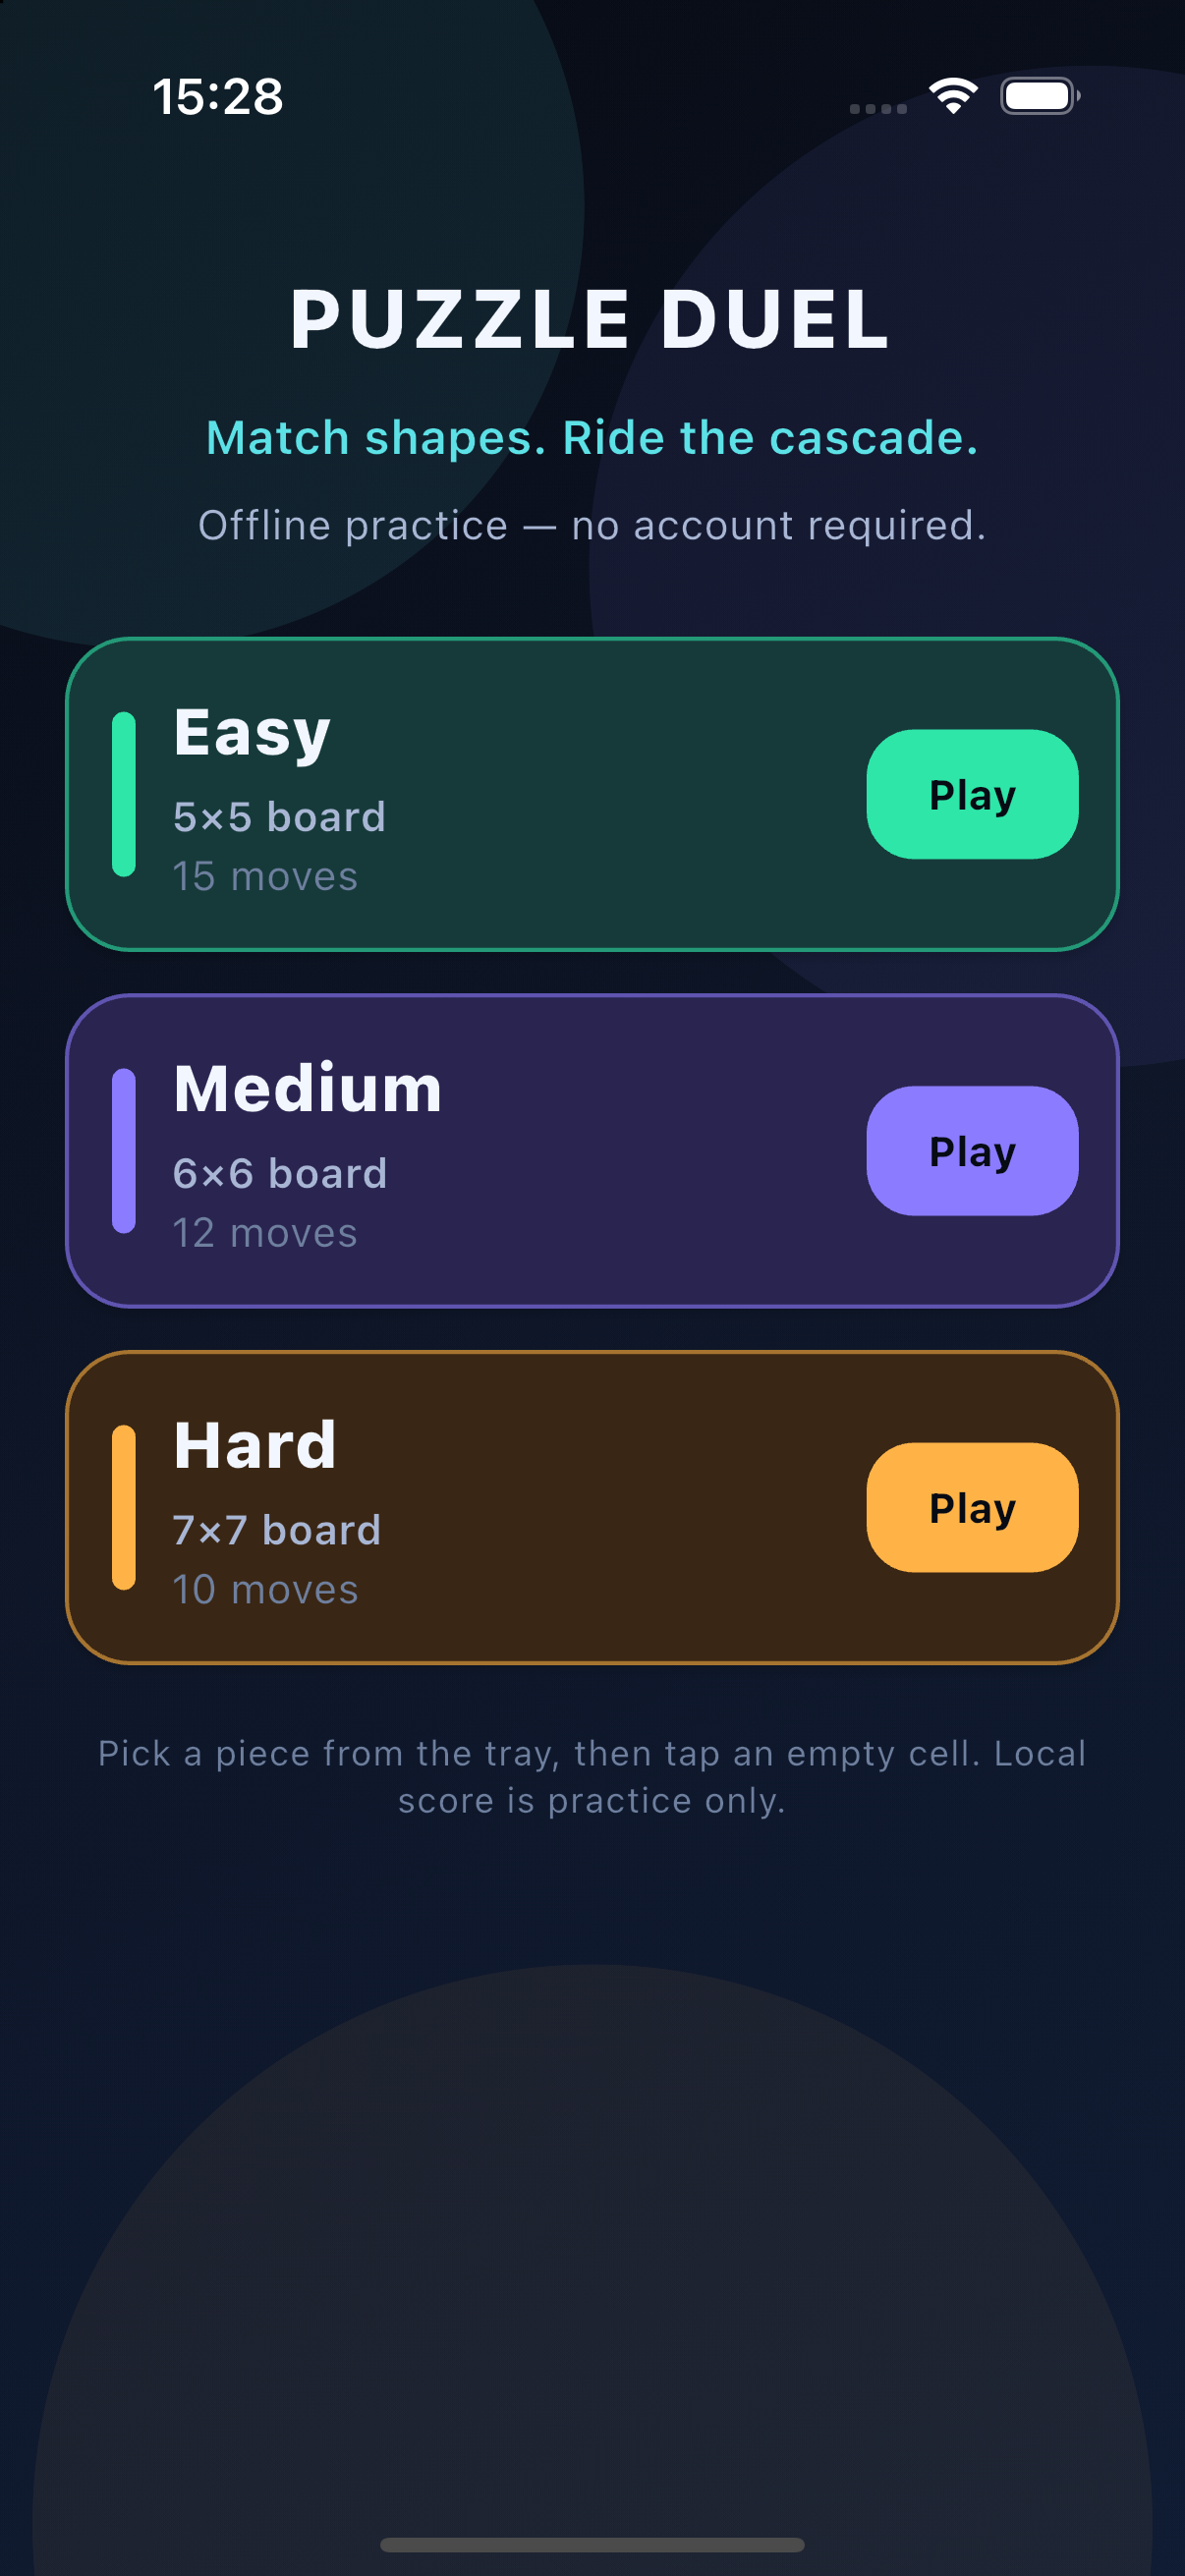 15:28
PUZZLE DUEL
Match shapes. Ride the cascade.
Offline practice — no account required.
Easy
5×5 board
15 moves
Play
Medium
6×6 board
12 moves
Play
Hard
7×7 board
10 moves
Play
Pick a piece from the tray, then tap an empty cell. Local
score is practice only.